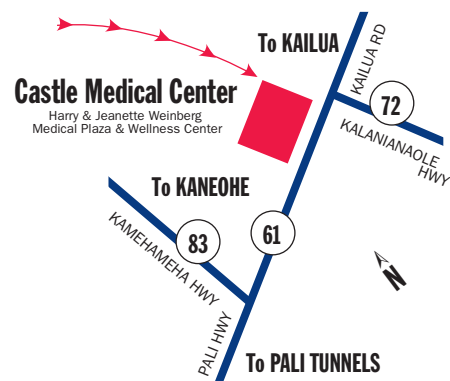 To KAILUA
KAILUA RD
Castle Medical Center
Harry & Jeanette Weinberg
Medical Plaza & Wellness Center
72
KALANIANAOLE
HWY
To KANEOHE
83
61
KAMEHAMEHA HWY
N
PALI HWY
To PALI TUNNELS